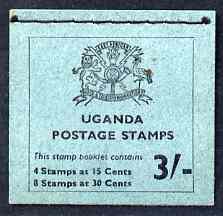 UGANDA
POSTAGE STAMPS
This stamp booklet contains
4 Stamps at 15 Cents
8 Stamps at 30 Cents
3/-